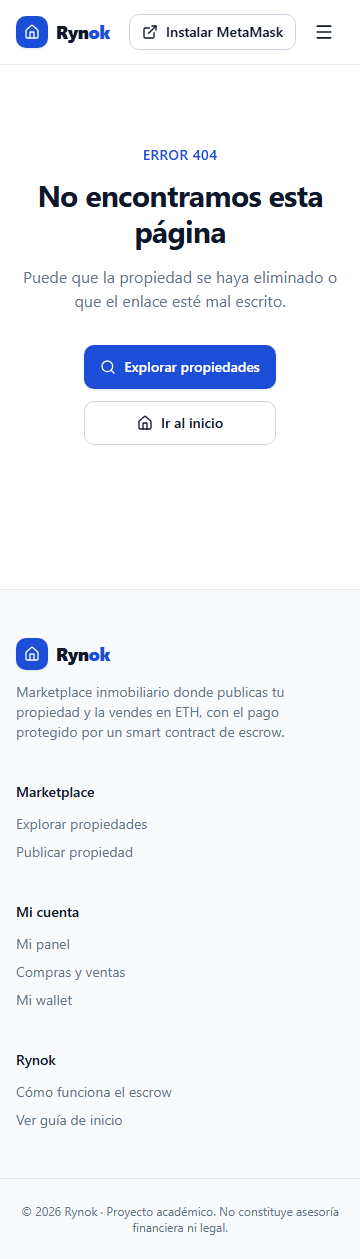 Rynok
Instalar MetaMask
ERROR 404
No encontramos esta
página
Puede que la propiedad se haya eliminado o
que el enlace esté mal escrito.
Explorar propiedades
Ir al inicio
Rynok
Marketplace inmobiliario donde publicas tu
propiedad y la vendes en ETH, con el pago
protegido por un smart contract de escrow.
Marketplace
Explorar propiedades
Publicar propiedad
Mi cuenta
Mi panel
Compras y ventas
Mi wallet
Rynok
Cómo funciona el escrow
Ver guía de inicio
© 2026 Rynok · Proyecto académico. No constituye asesoría
financiera ni legal.